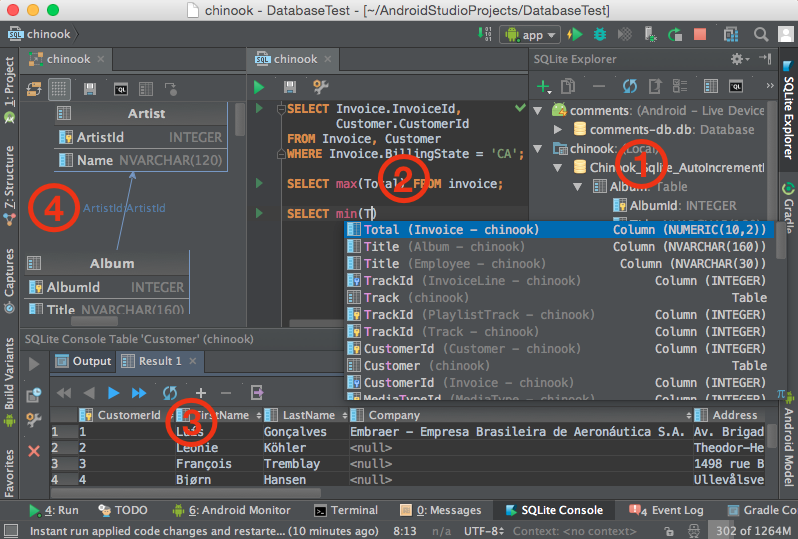 chinook - DatabaseTest - [~/AndroidStudioProjects/DatabaseTest]
chinook
app
chinook
chinook
SQLite Explorer
1: Project
Z: Structure
Captures
Build Variants
Favorites
Artist
ArtistId INTEGER
Name NVARCHAR(120)
4
ArtistId:ArtistId
Album
AlbumId INTEGER
Title NVARCHAR(160)
SELECT Invoice.InvoiceId,
Customer.CustomerId
FROM Invoice, Customer
WHERE Invoice.BillingState = 'CA';
2
SELECT max(Total) FROM invoice;
SELECT min(T)
comments: (Android - Live Device
comments-db.db: Database
chinook: (Local)
1
Chinook_Sqlite_AutoIncrementI
Album: Table
AlbumId: INTEGER
SQLite Explorer
Gradle
Android Model
Total (Invoice - chinook) Column (NUMERIC(10,2))
Title (Album - chinook) Column (NVARCHAR(160))
Title (Employee - chinook) Column (NVARCHAR(30))
TrackId (InvoiceLine - chinook) Column (INTEGER)
Track (chinook) Table
TrackId (PlaylistTrack - chinook) Column (INTEGER)
TrackId (Track - chinook) Column (INTEGER)
CustomerId (Customer - chinook) Column (INTEGER)
Customer (chinook) Table
CustomerId (Invoice - chinook) Column (INTEGER)
MediaTypeId (MediaType - chinook) Column (INTEGER)
SQLite Console Table 'Customer' (chinook)
Output
Result 1
3
CustomerId FirstName LastName Company Address
1 1 Luís Gonçalves Embraer - Empresa Brasileira de Aeronáutica S.A. Av. Brigad
2 2 Leonie Köhler <null> Theodor-He
3 3 François Tremblay <null> 1498 rue B
4 4 Bjørn Hansen <null> Ullevålsve
4: Run
TODO
6: Android Monitor
Terminal
0: Messages
SQLite Console
4 Event Log
Gradle Co
Instant run applied code changes and restarte... (10 minutes ago) 8:13 n/a UTF-8 Context: <no context> 302 of 1264M